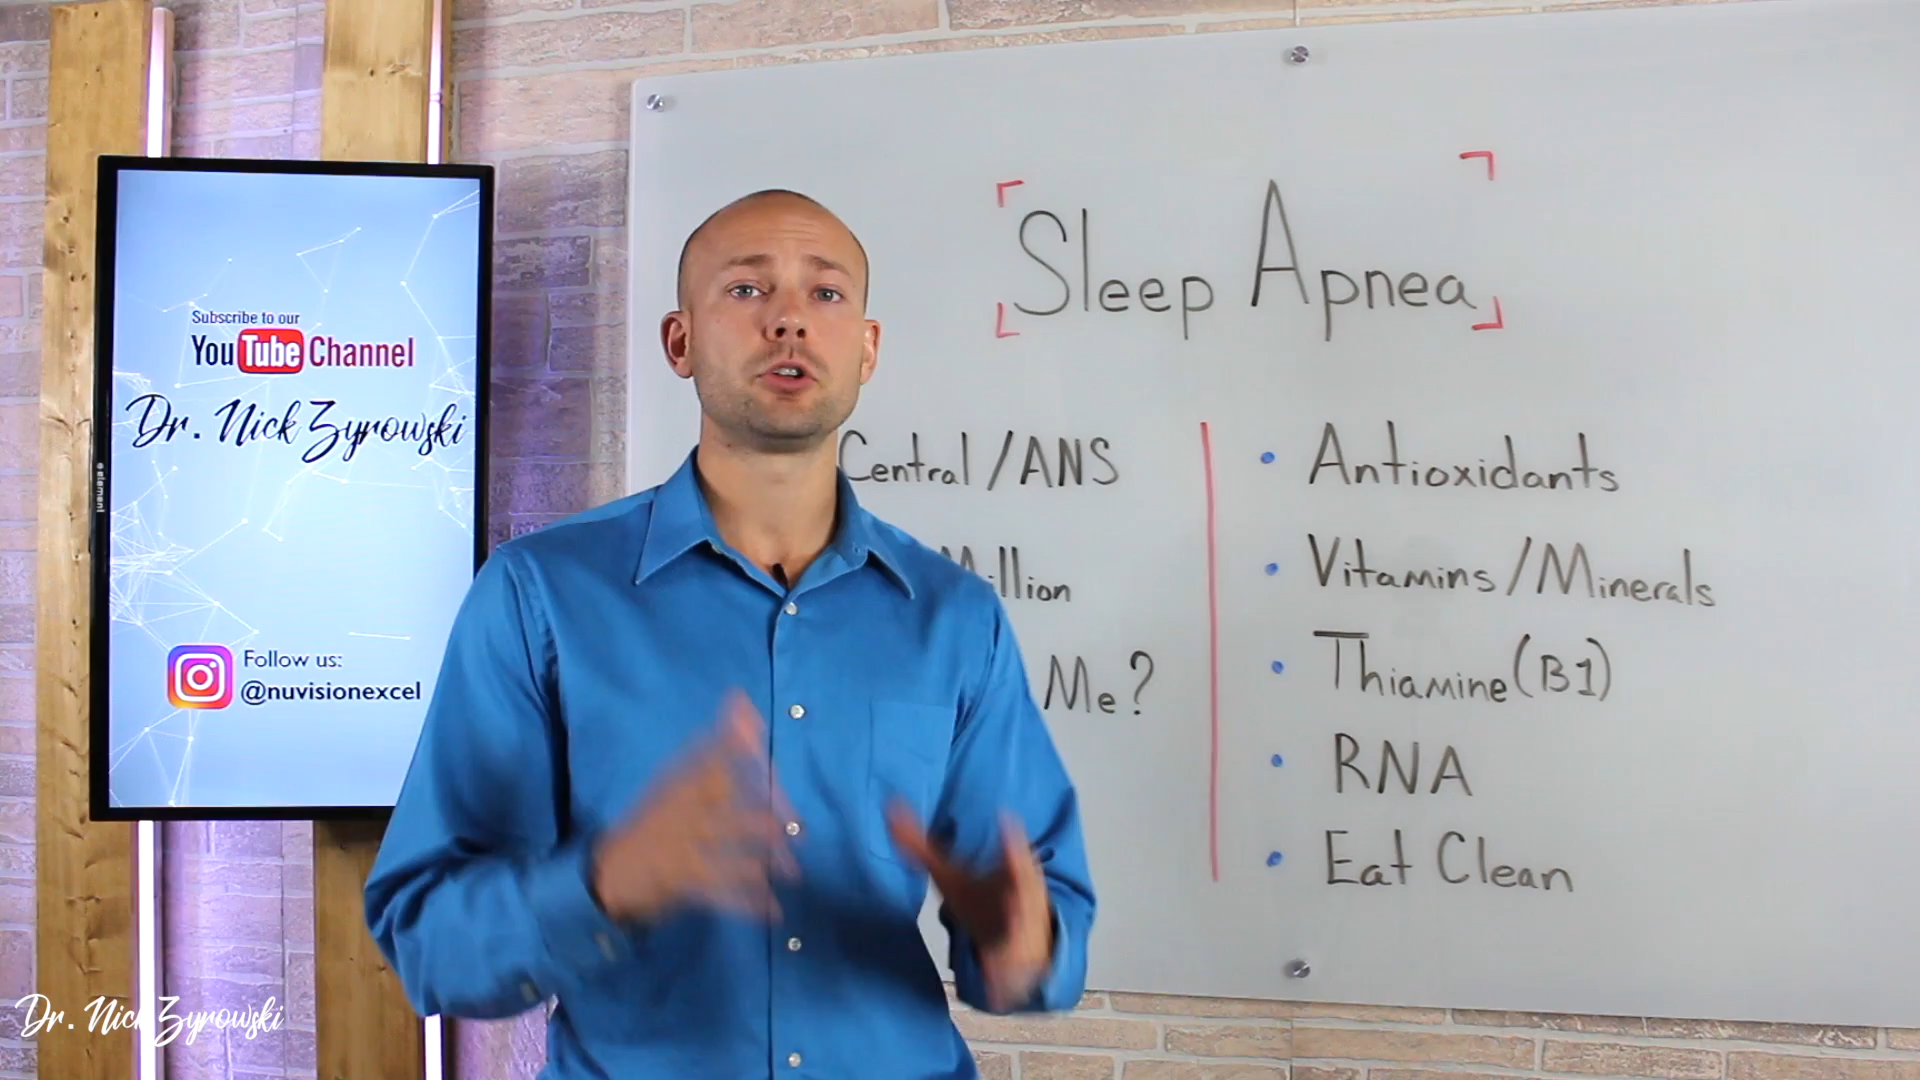 Subscribe to our
YouTube Channel
Dr. Nick Zyrowski
Follow us:
@nuvisionexcel
element
Sleep Apnea
Central/ANS
Me?
• Antioxidants
• Vitamins/Minerals
• Thiamine (B1)
• RNA
• Eat Clean
Dr. Nick Zyrowski